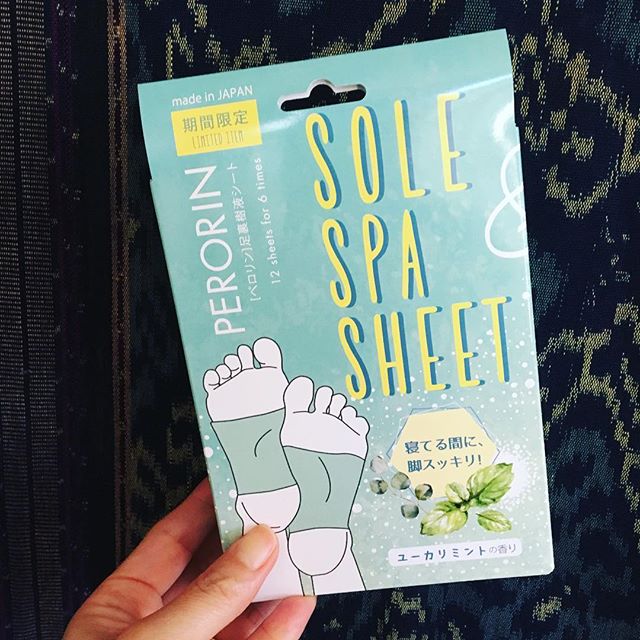 made in JAPAN
期間限定
LIMITED ITEM
PERORIN
[ペロリン]足裏樹液シート
12 sheets for 6 times
SOLE
SPA
SHEET
寝てる間に、
脚スッキリ!
ユーカリミントの香り